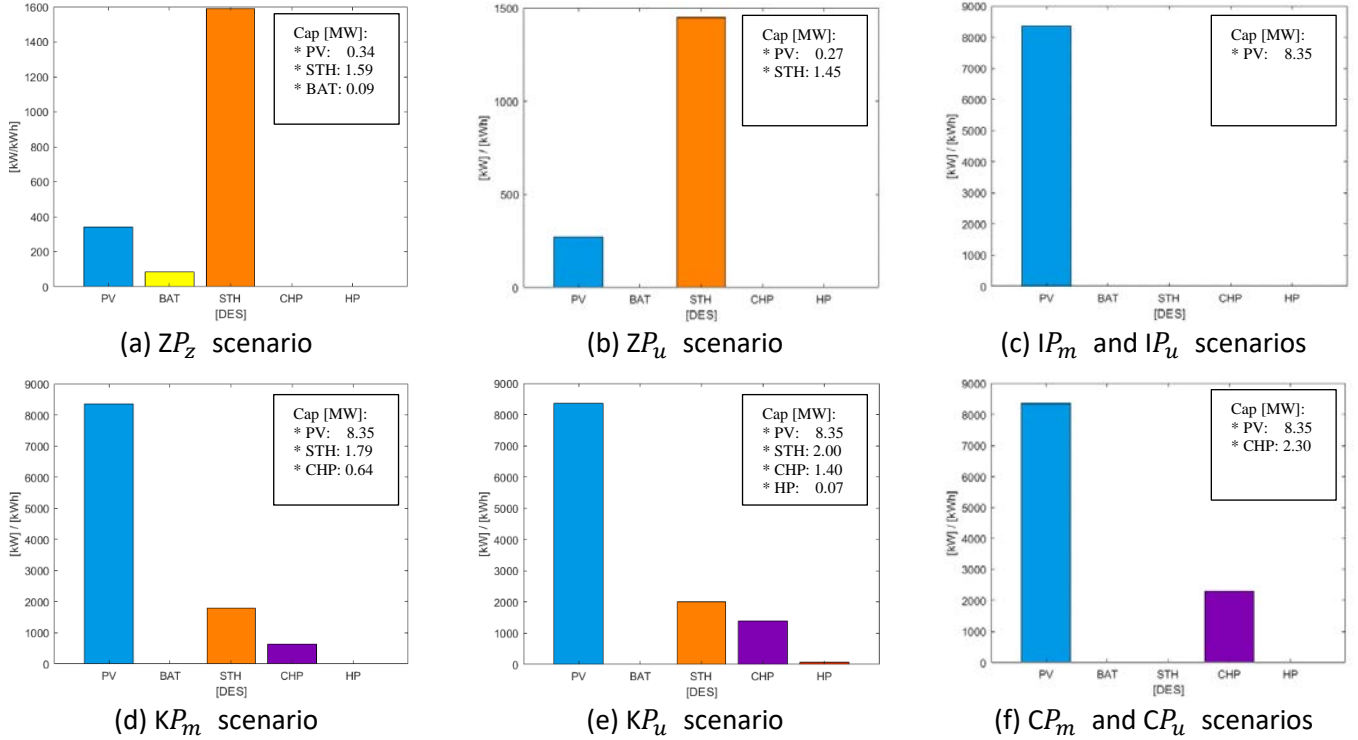 1600
1400
1200
1000
800
600
400
200
0
[kW/kWh]
Cap [MW]:
* PV: 0.34
* STH: 1.59
* BAT: 0.09
PV BAT STH CHP HP
[DES]
(a) ZP_z scenario
1500
1000
500
0
[kW] / [kWh]
Cap [MW]:
* PV: 0.27
* STH: 1.45
PV BAT STH CHP HP
[DES]
(b) ZP_u scenario
9000
8000
7000
6000
5000
4000
3000
2000
1000
0
[kW] / [kWh]
Cap [MW]:
* PV: 8.35
PV BAT STH CHP HP
[DES]
(c) IP_m and IP_u scenarios
9000
8000
7000
6000
5000
4000
3000
2000
1000
0
[kW] / [kWh]
Cap [MW]:
* PV: 8.35
* STH: 1.79
* CHP: 0.64
PV BAT STH CHP HP
[DES]
(d) KP_m scenario
9000
8000
7000
6000
5000
4000
3000
2000
1000
0
[kW] / [kWh]
Cap [MW]:
* PV: 8.35
* STH: 2.00
* CHP: 1.40
* HP: 0.07
PV BAT STH CHP HP
[DES]
(e) KP_u scenario
9000
8000
7000
6000
5000
4000
3000
2000
1000
0
[kW] / [kWh]
Cap [MW]:
* PV: 8.35
* CHP: 2.30
PV BAT STH CHP HP
[DES]
(f) CP_m and CP_u scenarios